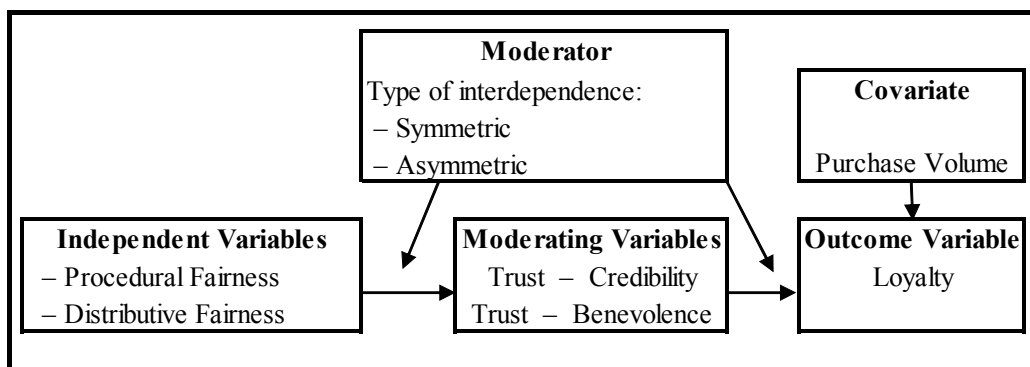 Moderator
Type of interdependence:
– Symmetric
– Asymmetric
Covariate
Purchase Volume
Independent Variables
– Procedural Fairness
– Distributive Fairness
Moderating Variables
Trust – Credibility
Trust – Benevolence
Outcome Variable
Loyalty